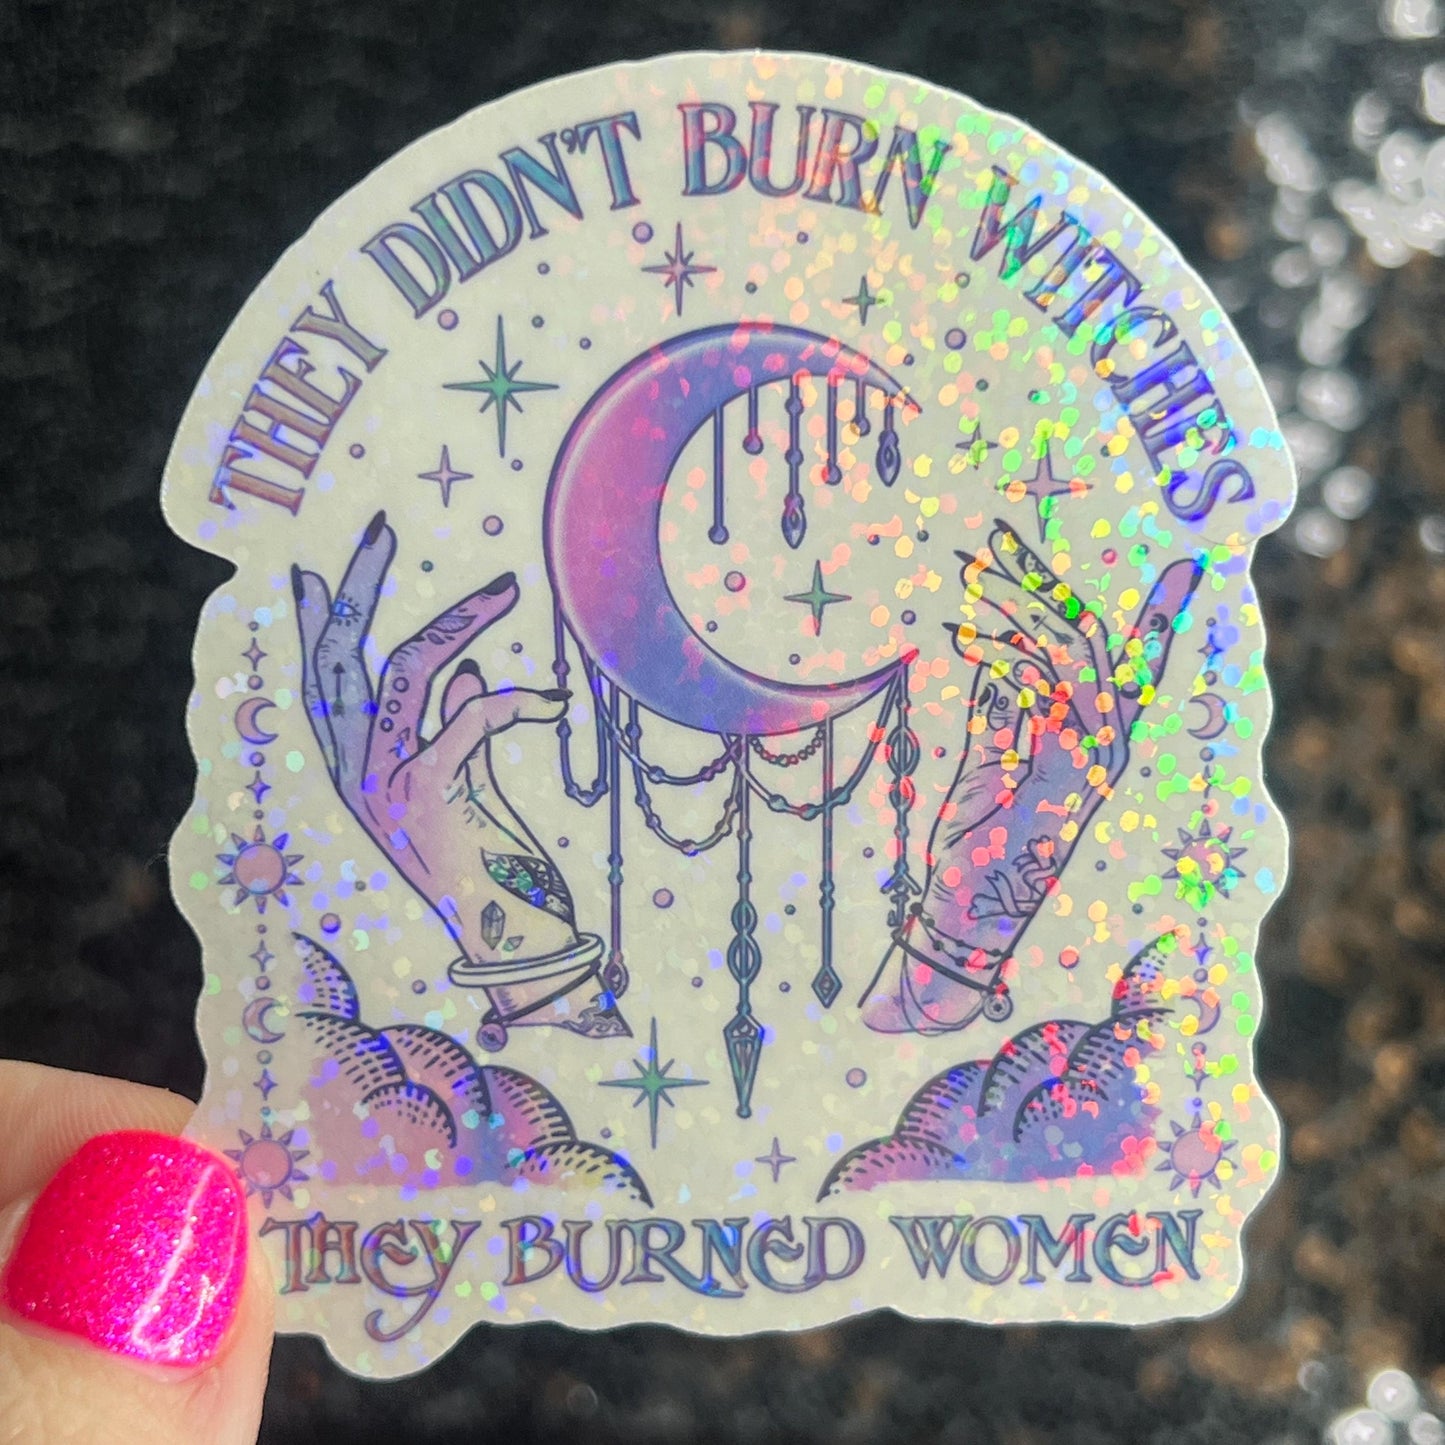 THEY DIDN'T BURN WITCHES
THEY BURNED WOMEN